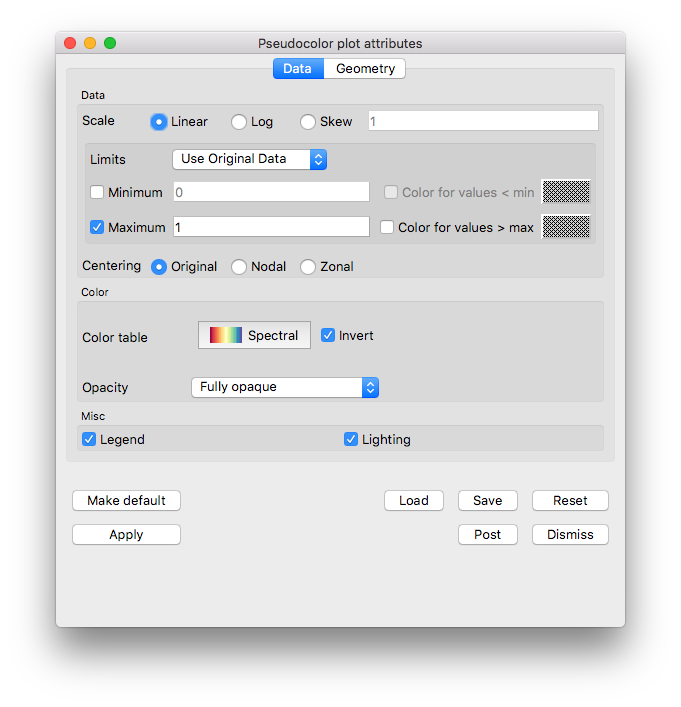 Pseudocolor plot attributes
Data Geometry
Data
Scale Linear Log Skew 1
Limits Use Original Data
Minimum 0 Color for values < min
Maximum 1 Color for values > max
Centering Original Nodal Zonal
Color
Color table Spectral Invert
Opacity Fully opaque
Misc
Legend Lighting
Make default Load Save Reset
Apply Post Dismiss